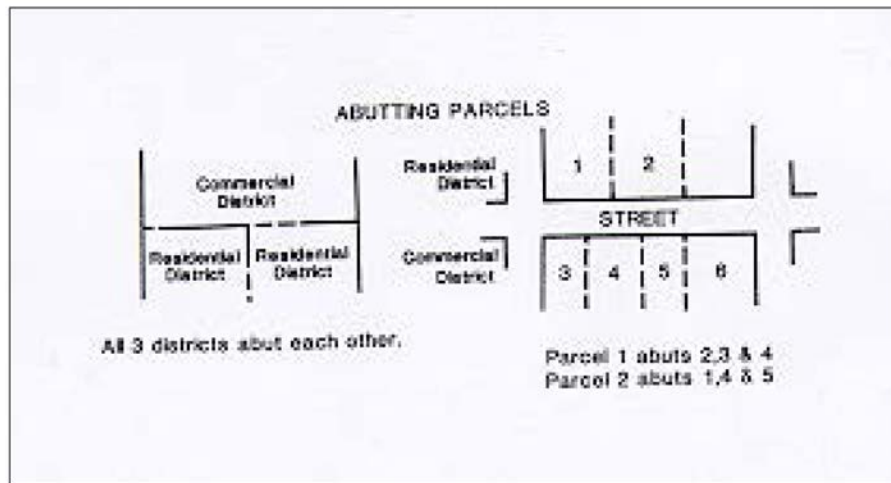 ABUTTING PARCELS
Commercial
District
Residential
District
Residential
District
All 3 districts abut each other.
Residential
District
1
2
STREET
Commercial
District
3
4
5
6
Parcel 1 abuts 2,3 & 4
Parcel 2 abuts 1,4 & 5